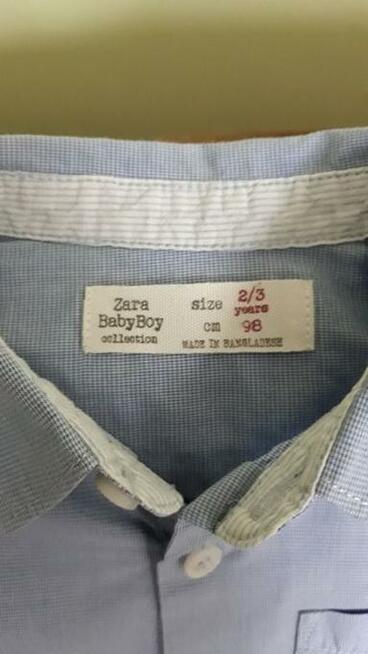 Zara size 2/3 years
BabyBoy cm 98
collection MADE IN BANGLADESH